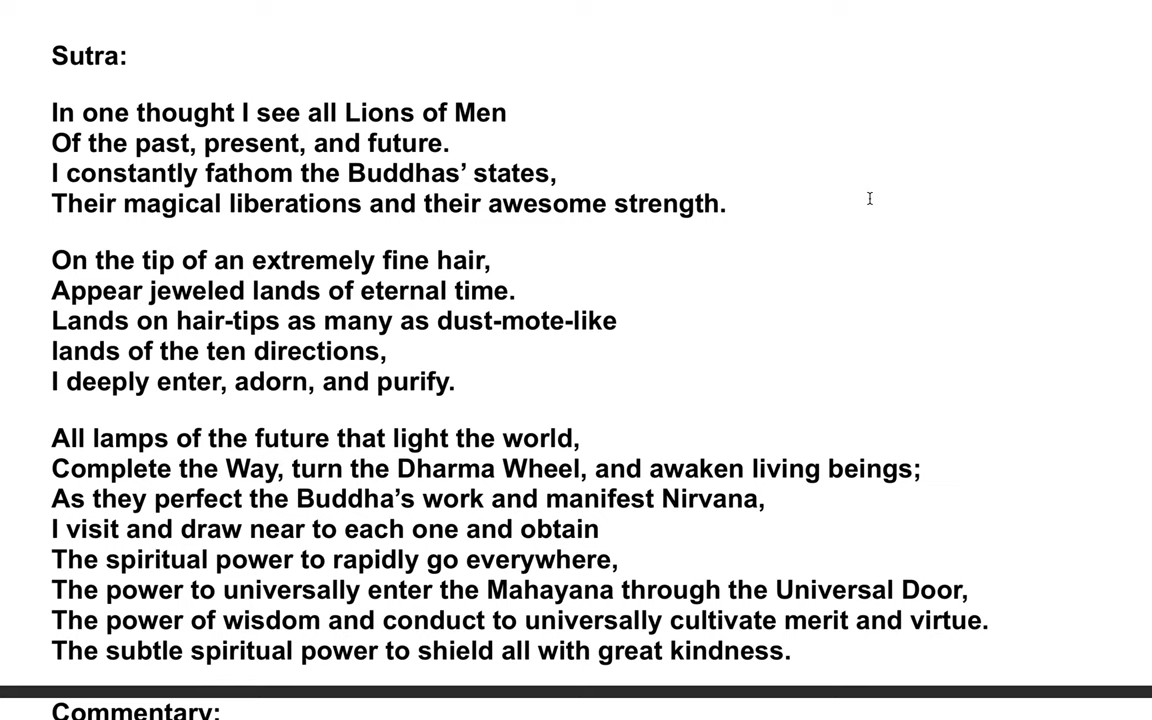 Sutra:
In one thought I see all Lions of Men
Of the past, present, and future.
I constantly fathom the Buddhas’ states,
Their magical liberations and their awesome strength.
On the tip of an extremely fine hair,
Appear jeweled lands of eternal time.
Lands on hair-tips as many as dust-mote-like
lands of the ten directions,
I deeply enter, adorn, and purify.
All lamps of the future that light the world,
Complete the Way, turn the Dharma Wheel, and awaken living beings;
As they perfect the Buddha’s work and manifest Nirvana,
I visit and draw near to each one and obtain
The spiritual power to rapidly go everywhere,
The power to universally enter the Mahayana through the Universal Door,
The power of wisdom and conduct to universally cultivate merit and virtue.
The subtle spiritual power to shield all with great kindness.
Commentary: